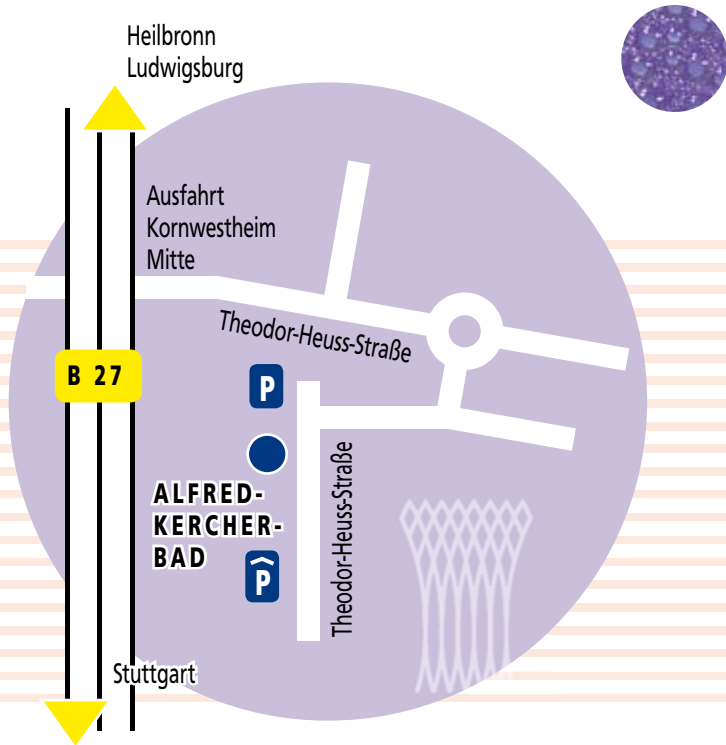 Heilbronn
Ludwigsburg
Ausfahrt
Kornwestheim
Mitte
Theodor-Heuss-Straße
B 27
P
ALFRED-
KERCHER-
BAD
P
Theodor-Heuss-Straße
Stuttgart